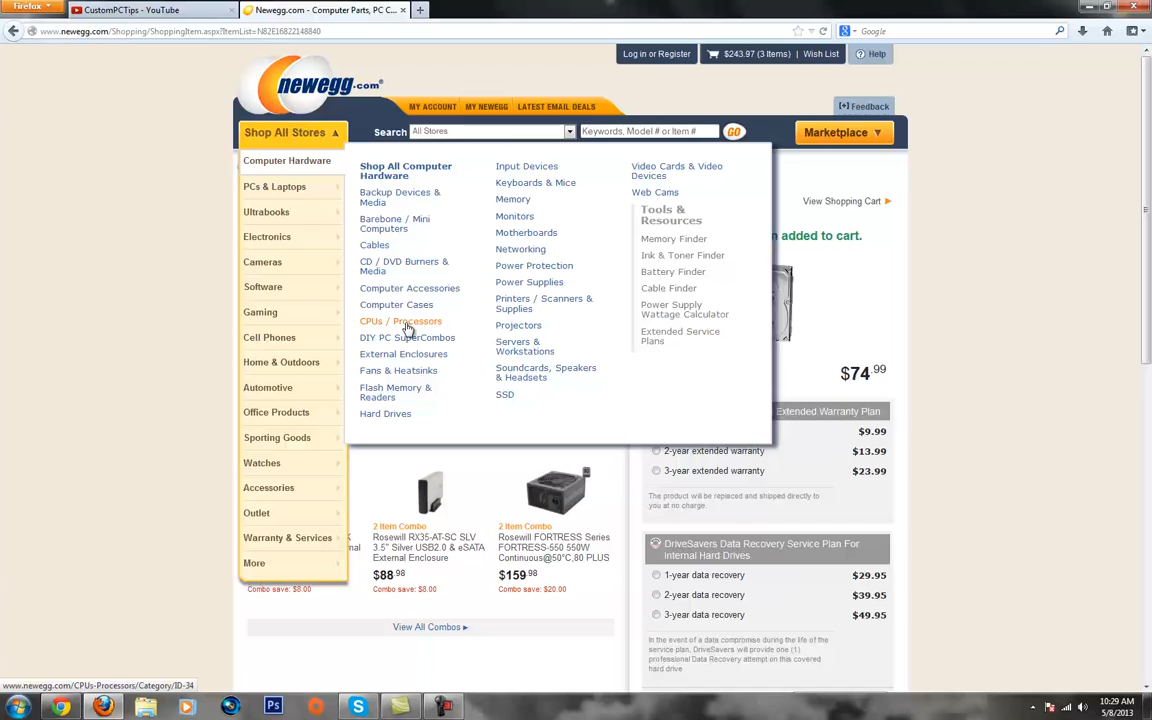 Firefox
CustomPCTips - YouTube
Newegg.com - Computer Parts, PC C...
www.newegg.com/Shopping/ShoppingItem.aspx?ItemList=N82E16822148840
Google
Log in or Register
$243.97 (3 Items) | Wish List
Help
newegg.com
MY ACCOUNT
MY NEWEGG
LATEST EMAIL DEALS
[+] Feedback
Shop All Stores ▲
Search
All Stores
Keywords, Model # or Item #
GO
Marketplace ▼
Computer Hardware
PCs & Laptops
Ultrabooks
Electronics
Cameras
Software
Gaming
Cell Phones
Home & Outdoors
Automotive
Office Products
Sporting Goods
Watches
Accessories
Outlet
Warranty & Services
More
Shop All Computer
Hardware
Backup Devices &
Media
Barebone / Mini
Computers
Cables
CD / DVD Burners &
Media
Computer Accessories
Computer Cases
CPUs / Processors
DIY PC SuperCombos
External Enclosures
Fans & Heatsinks
Flash Memory &
Readers
Hard Drives
Input Devices
Keyboards & Mice
Memory
Monitors
Motherboards
Networking
Power Protection
Power Supplies
Printers / Scanners &
Supplies
Projectors
Servers &
Workstations
Soundcards, Speakers
& Headsets
SSD
Video Cards & Video
Devices
Web Cams
Tools &
Resources
Memory Finder
Ink & Toner Finder
Battery Finder
Cable Finder
Power Supply
Wattage Calculator
Extended Service
Plans
View Shopping Cart ►
added to cart.
$74.99
Extended Warranty Plan
$9.99
2-year extended warranty $13.99
3-year extended warranty $23.99
The product will be replaced and shipped directly to
you at no charge.
DriveSavers Data Recovery Service Plan For
Internal Hard Drives
1-year data recovery $29.95
2-year data recovery $39.95
3-year data recovery $49.95
In the event of a data compromise during the life of the
service plan, DriveSavers will provide one (1)
professional Data Recovery attempt on this covered
hard drive
Combo save: $8.00
2 Item Combo
Rosewill RX35-AT-SC SLV
3.5" Silver USB2.0 & eSATA
External Enclosure
$88.98
Combo save: $8.00
2 Item Combo
Rosewill FORTRESS Series
FORTRESS-550 550W
Continuous@50°C,80 PLUS
$159.98
Combo save: $20.00
View All Combos ►
www.newegg.com/CPUs-Processors/Category/ID-34
Ps
10:29 AM
5/8/2013